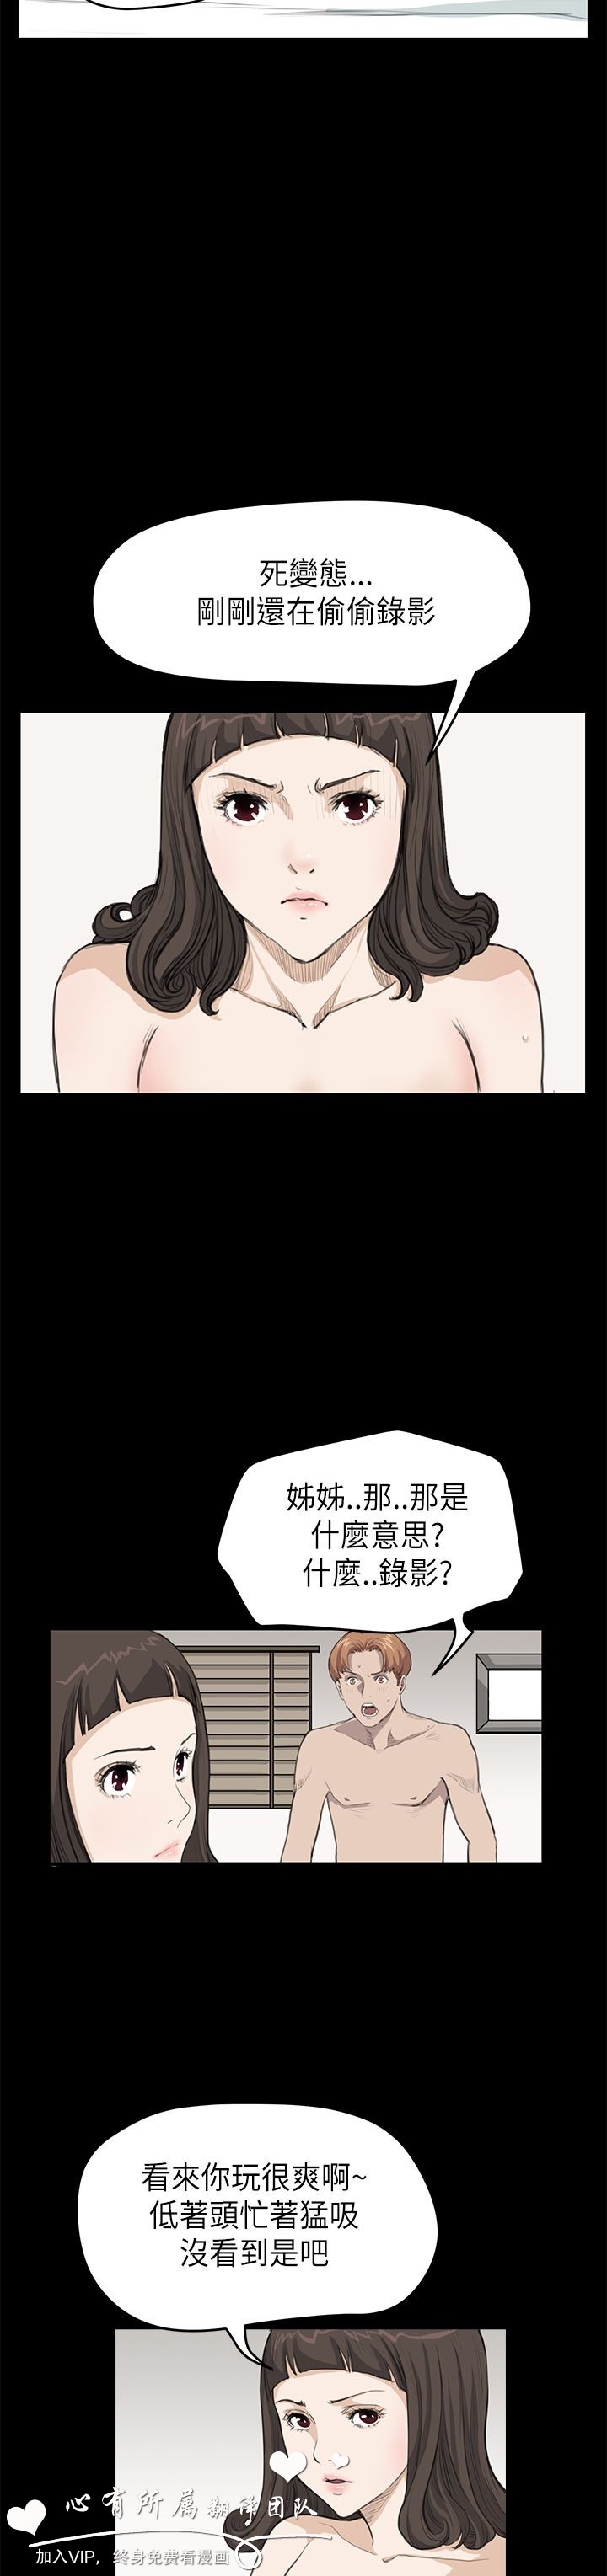 死變態...
剛剛還在偷偷錄影
姊姊..那..那是
什麼意思?
什麼..錄影?
看來你玩很爽啊~
低著頭忙著猛吸
沒看到是吧
心有所属翻译团队
加入VIP，终身免费看漫画